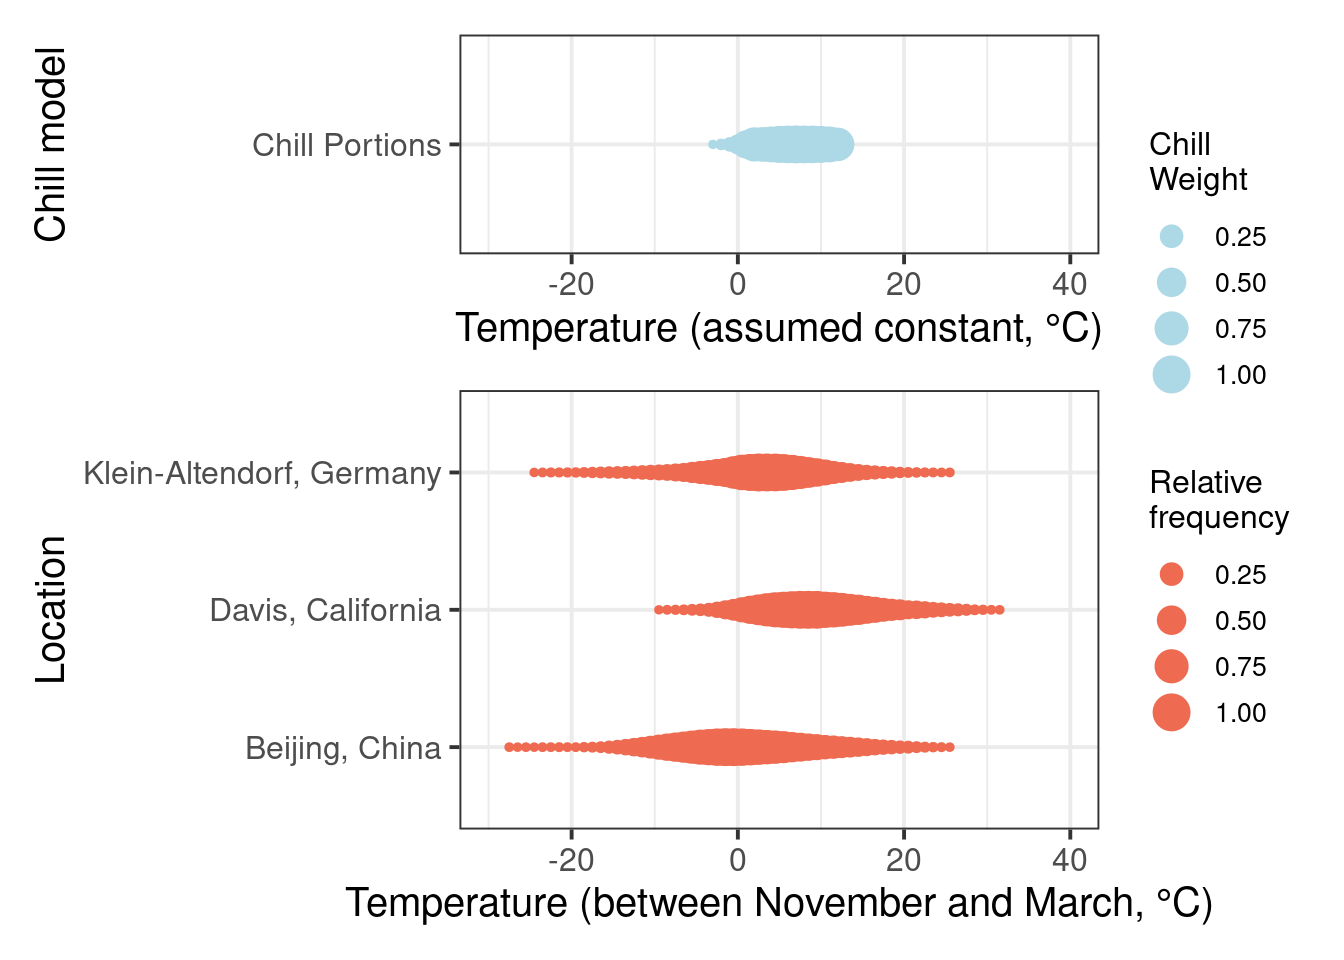 Chill model
Chill Portions
-20 0 20 40
Temperature (assumed constant, °C)
Chill
Weight
0.25
0.50
0.75
1.00
Location
Klein-Altendorf, Germany
Davis, California
Beijing, China
-20 0 20 40
Temperature (between November and March, °C)
Relative
frequency
0.25
0.50
0.75
1.00